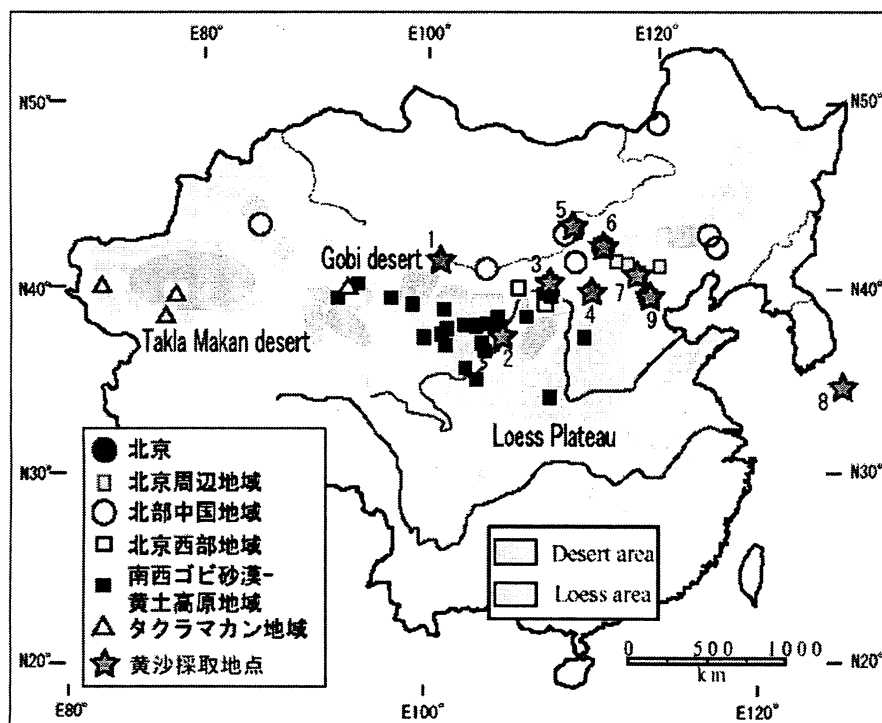 E80° E100° E120°
N50° N50°
5
6
1
Gobi desert
3
N40° N40°
7
4
9
2
Takla Makan desert
8
Loess Plateau
N30° N30°
北京
北京周辺地域
北部中国地域
北京西部地域
南西ゴビ砂漠-
黄土高原地域
タクラマカン地域
黄沙採取地点
Desert area
Loess area
0 500 1000
km
N20° N20°
E80° E100° E120°